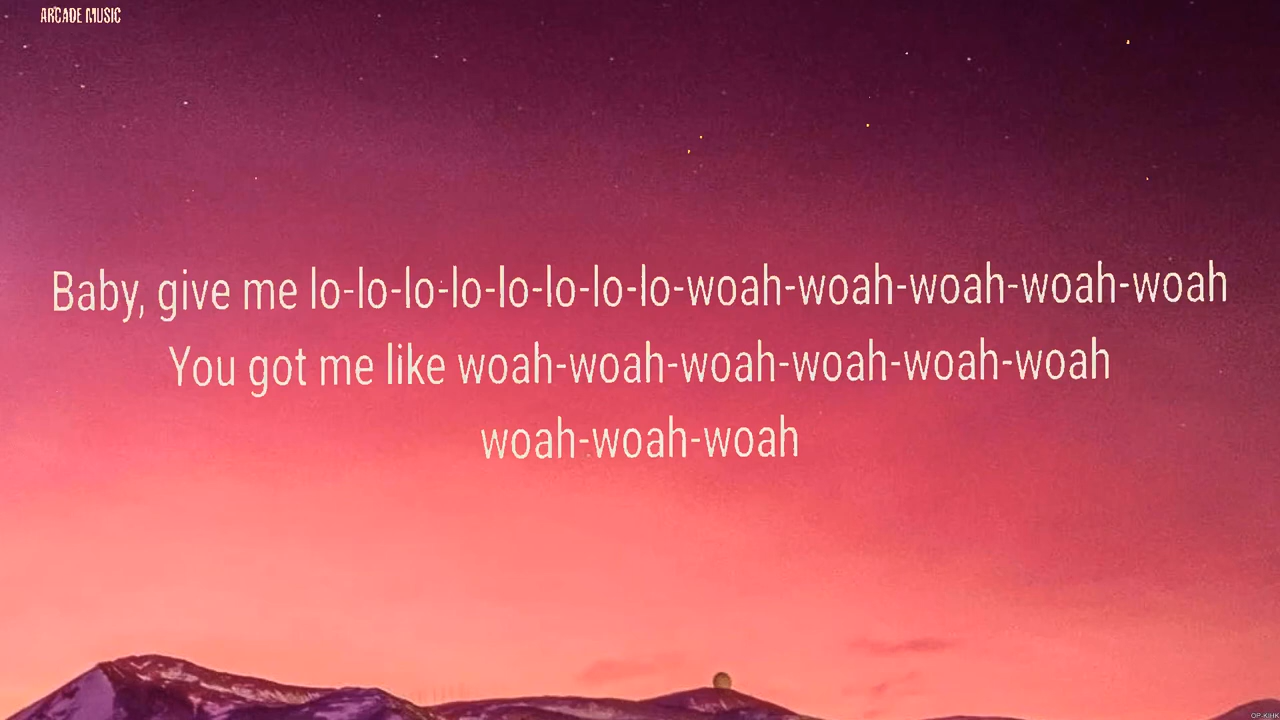 ARCADE MUSIC
Baby, give me lo-lo-lo-lo-lo-lo-lo-lo-woah-woah-woah-woah-woah
You got me like woah-woah-woah-woah-woah-woah
woah-woah-woah